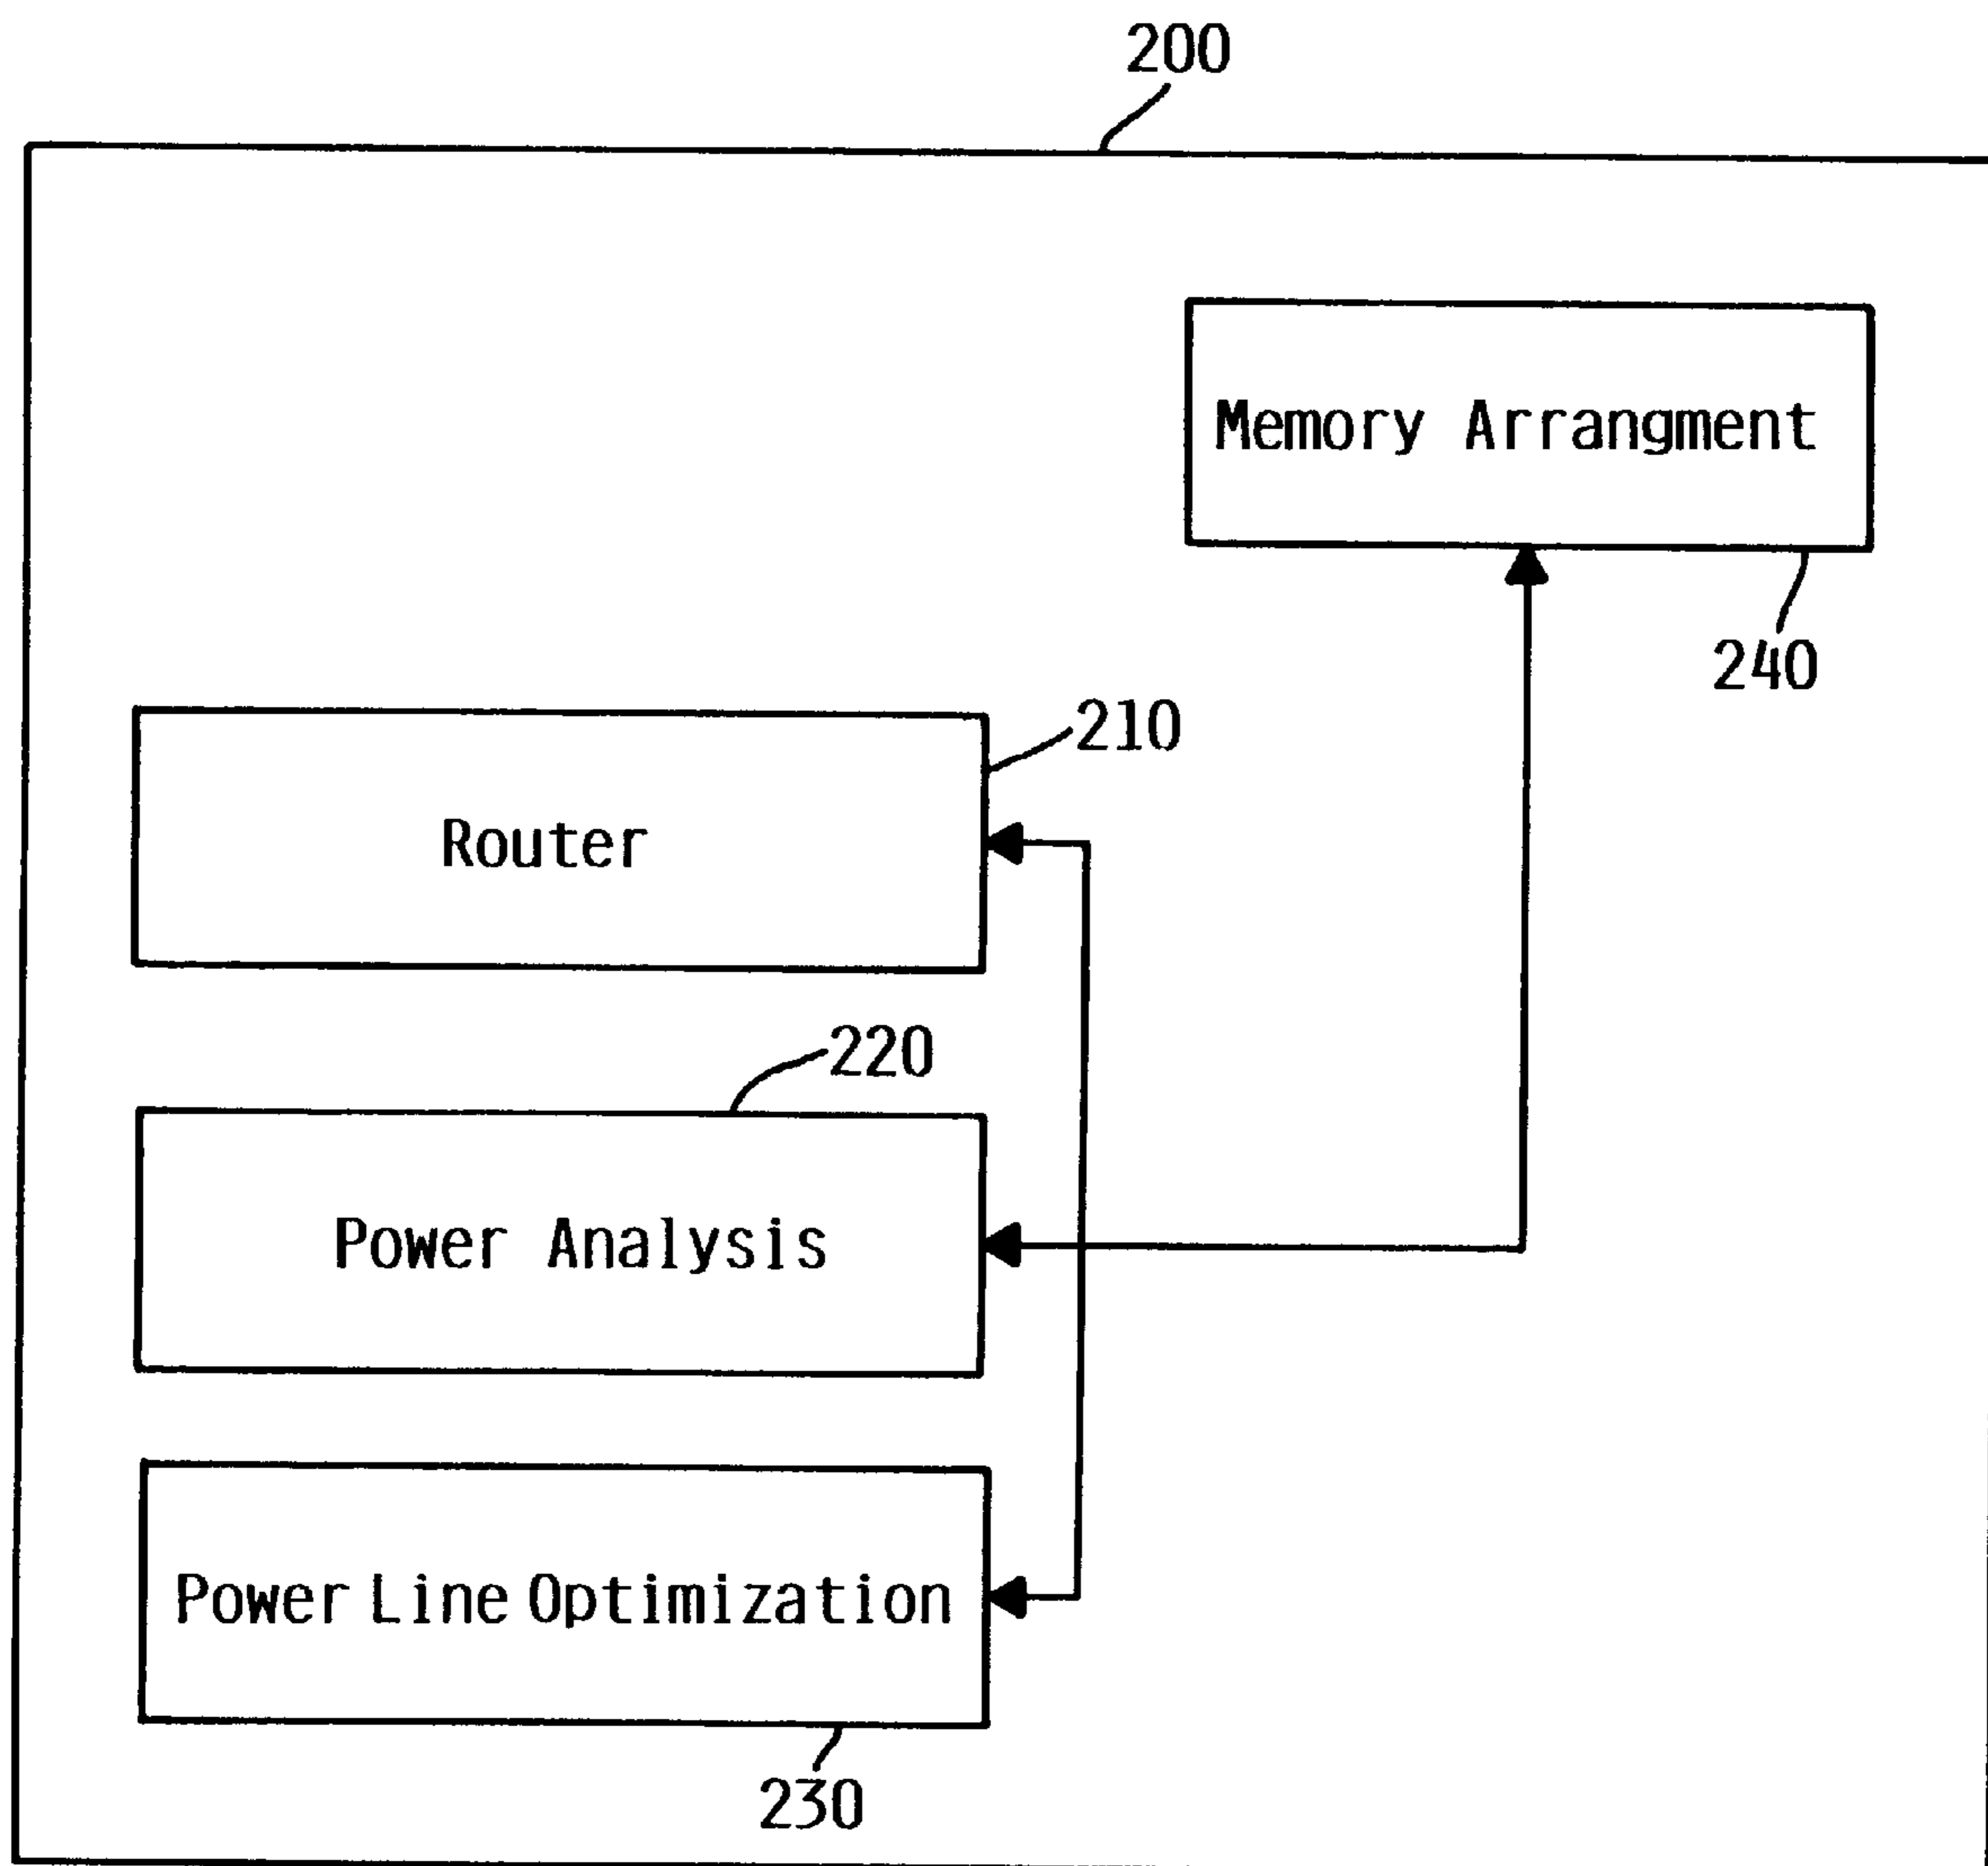 200
Memory Arrangment
240
210
Router
220
Power Analysis
Power Line Optimization
230